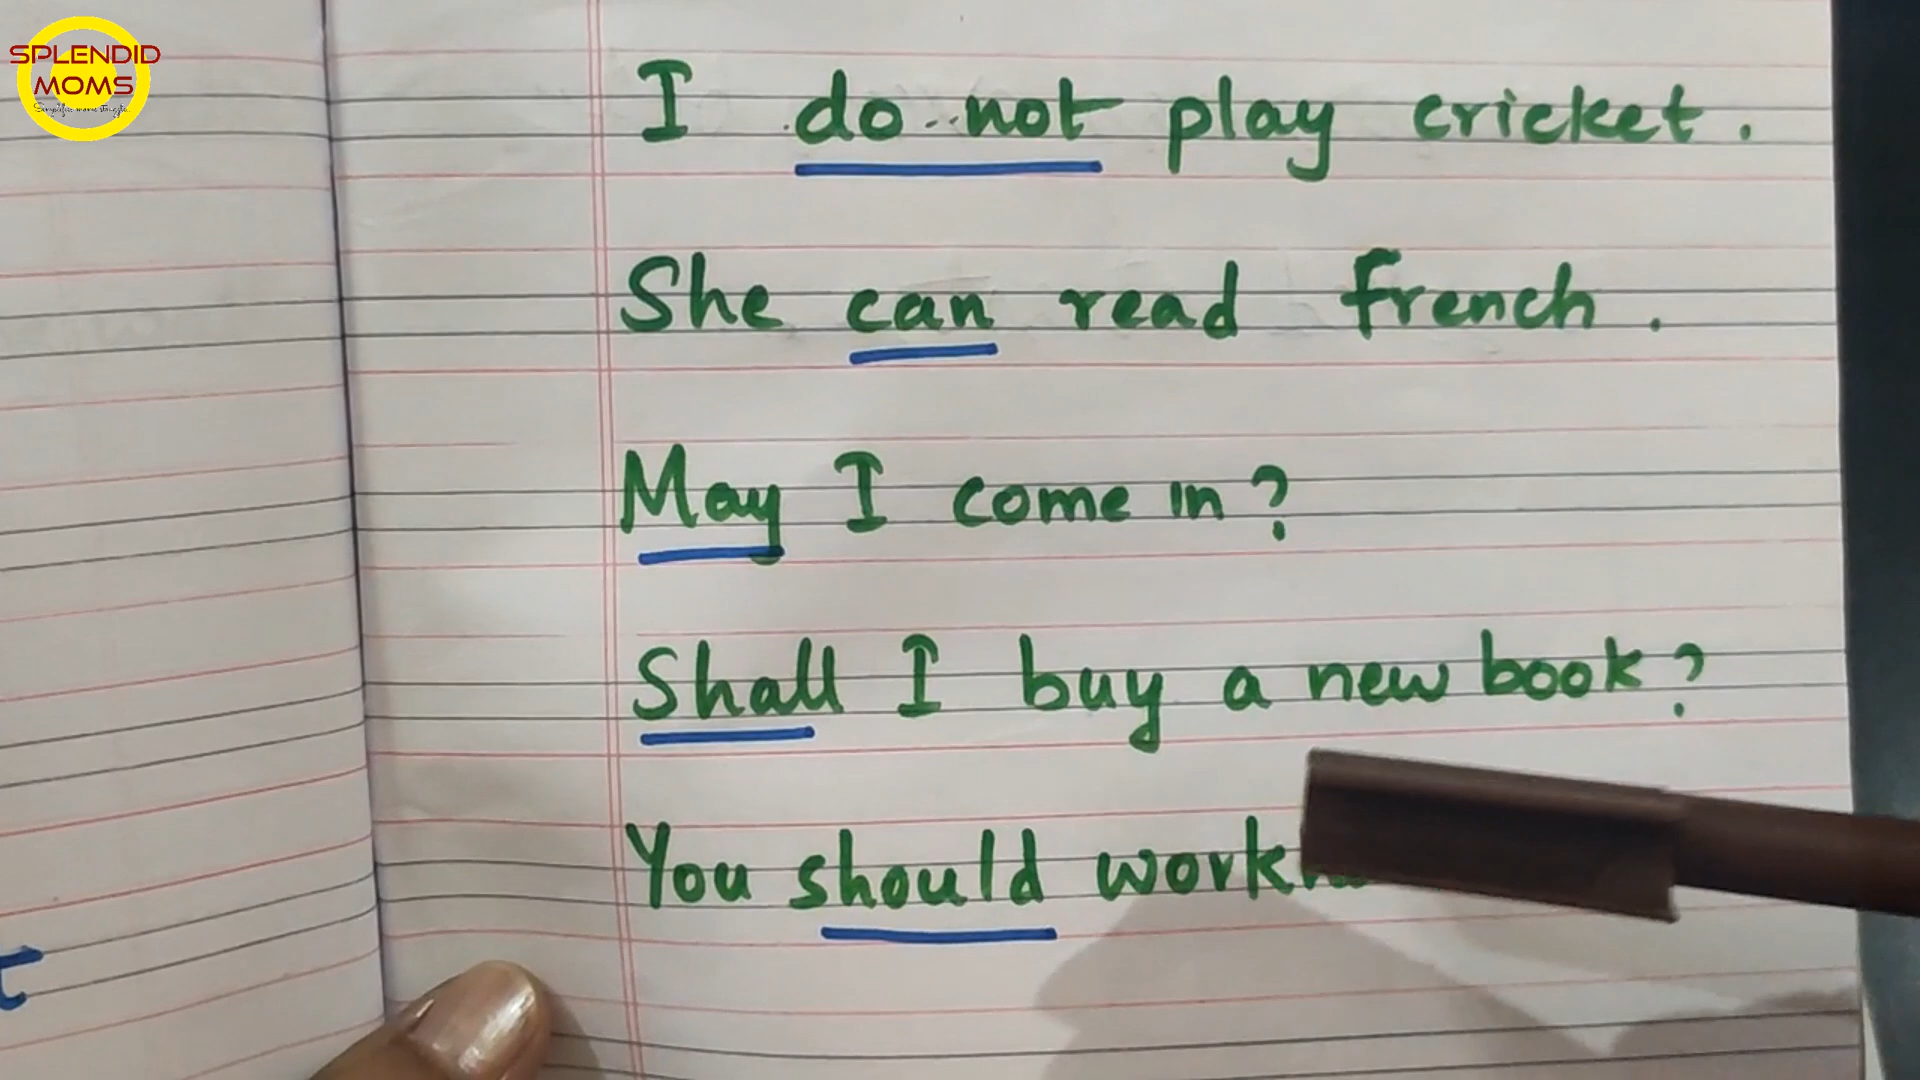 SPLENDID
MOMS
I do not play cricket.
She can read french.
May I come in?
Shall I buy a new book?
You should work